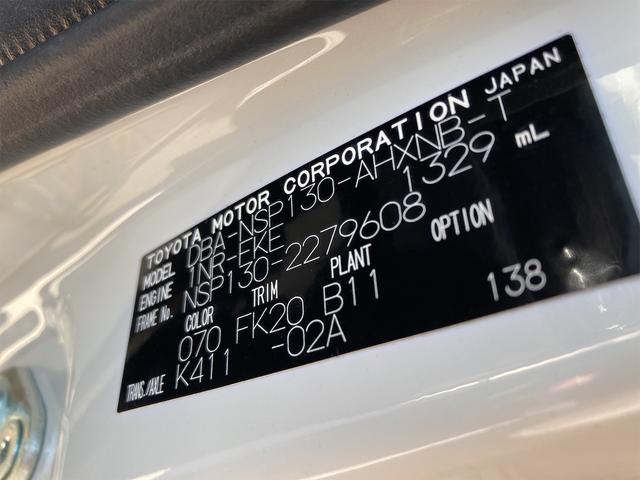 TOYOTA MOTOR CORPORATION JAPAN
MODEL DBA-NSP130-AHXNB-T
ENGINE 1NR-FKE 1329 mL
FRAME No. NSP130-2279608
COLOR TRIM PLANT OPTION
070 FK20 B11 138
TRANS./AXLE K411 -02A